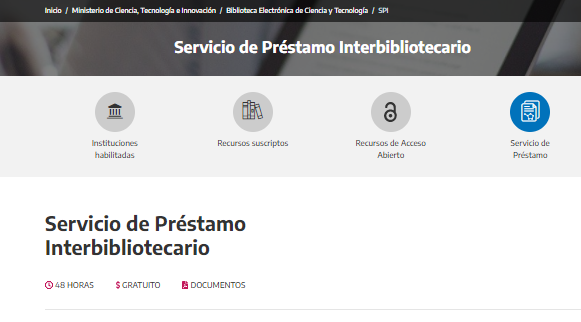 Inicio / Ministerio de Ciencia, Tecnología e Innovación / Biblioteca Electrónica de Ciencia y Tecnología / SPI
Servicio de Préstamo Interbibliotecario
Instituciones
habilitadas
Recursos suscriptos
Recursos de Acceso
Abierto
Servicio de
Préstamo
Servicio de Préstamo
Interbibliotecario
48 HORAS $ GRATUITO DOCUMENTOS